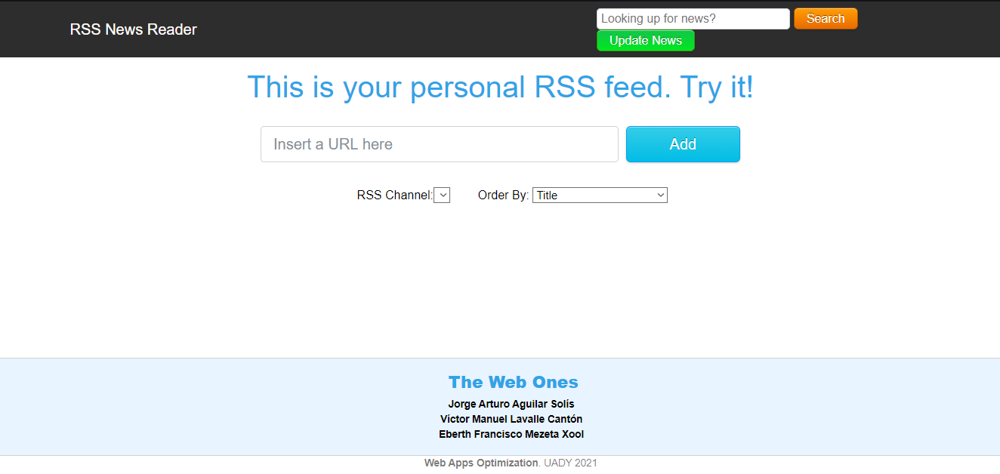 RSS News Reader
Looking up for news? Search
Update News
This is your personal RSS feed. Try it!
Insert a URL here Add
RSS Channel: Order By: Title
The Web Ones
Jorge Arturo Aguilar Solís
Víctor Manuel Lavalle Cantón
Eberth Francisco Mezeta Xool
Web Apps Optimization. UADY 2021